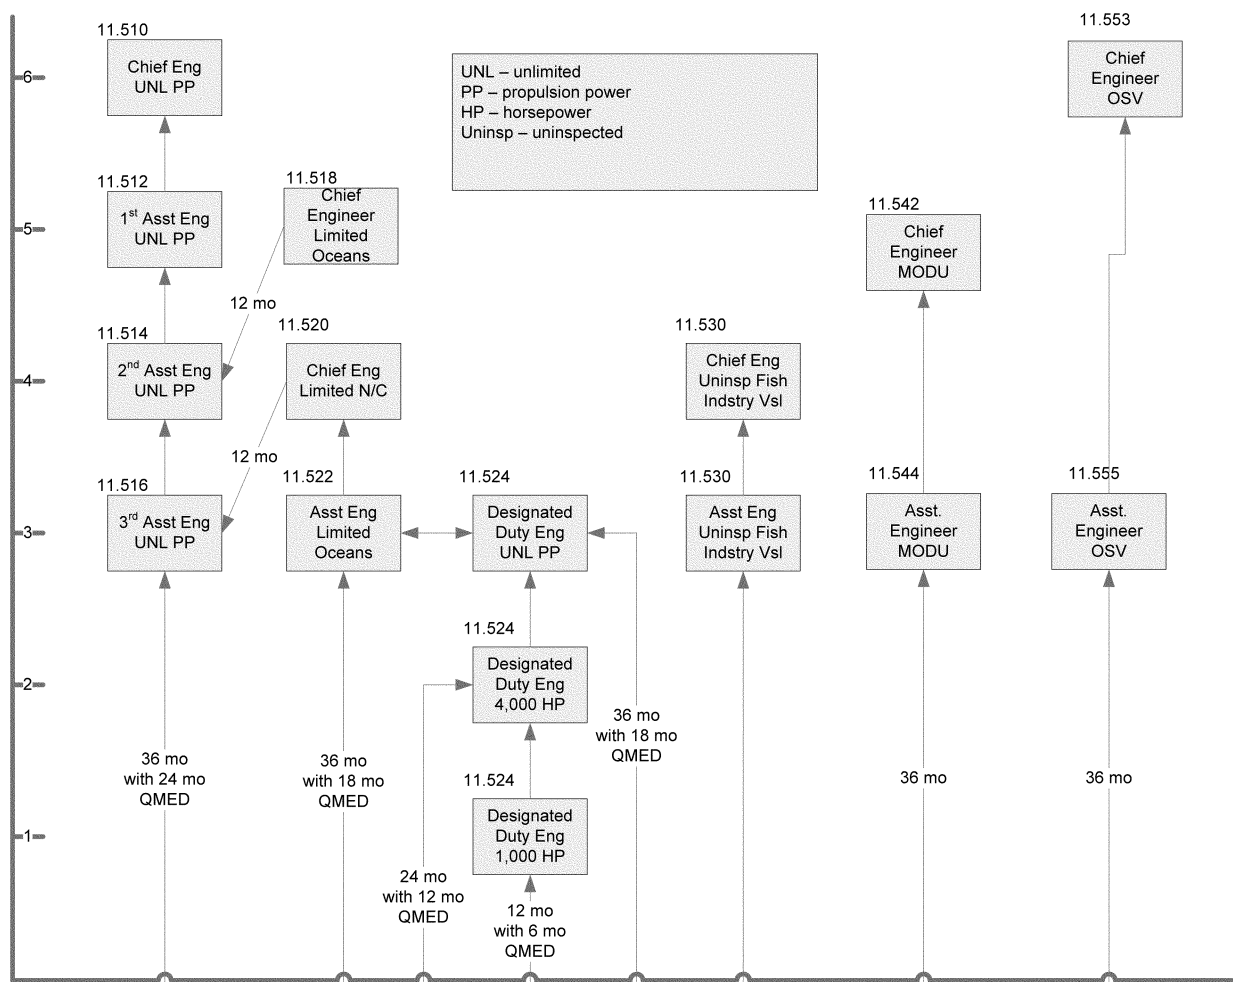 11.510
Chief Eng
UNL PP
UNL – unlimited
PP – propulsion power
HP – horsepower
Uninsp – uninspected
11.553
Chief
Engineer
OSV
6
11.512
1st Asst Eng
UNL PP
11.518
Chief
Engineer
Limited
Oceans
11.542
Chief
Engineer
MODU
5
12 mo
11.514
2nd Asst Eng
UNL PP
11.520
Chief Eng
Limited N/C
11.530
Chief Eng
Uninsp Fish
Indstry Vsl
4
12 mo
11.516
3rd Asst Eng
UNL PP
11.522
Asst Eng
Limited
Oceans
11.524
Designated
Duty Eng
UNL PP
11.530
Asst Eng
Uninsp Fish
Indstry Vsl
11.544
Asst.
Engineer
MODU
11.555
Asst.
Engineer
OSV
3
11.524
Designated
Duty Eng
4,000 HP
2
36 mo
with 18 mo
QMED
36 mo
with 24 mo
QMED
36 mo
with 18 mo
QMED
11.524
Designated
Duty Eng
1,000 HP
36 mo
36 mo
1
24 mo
with 12 mo
QMED
12 mo
with 6 mo
QMED